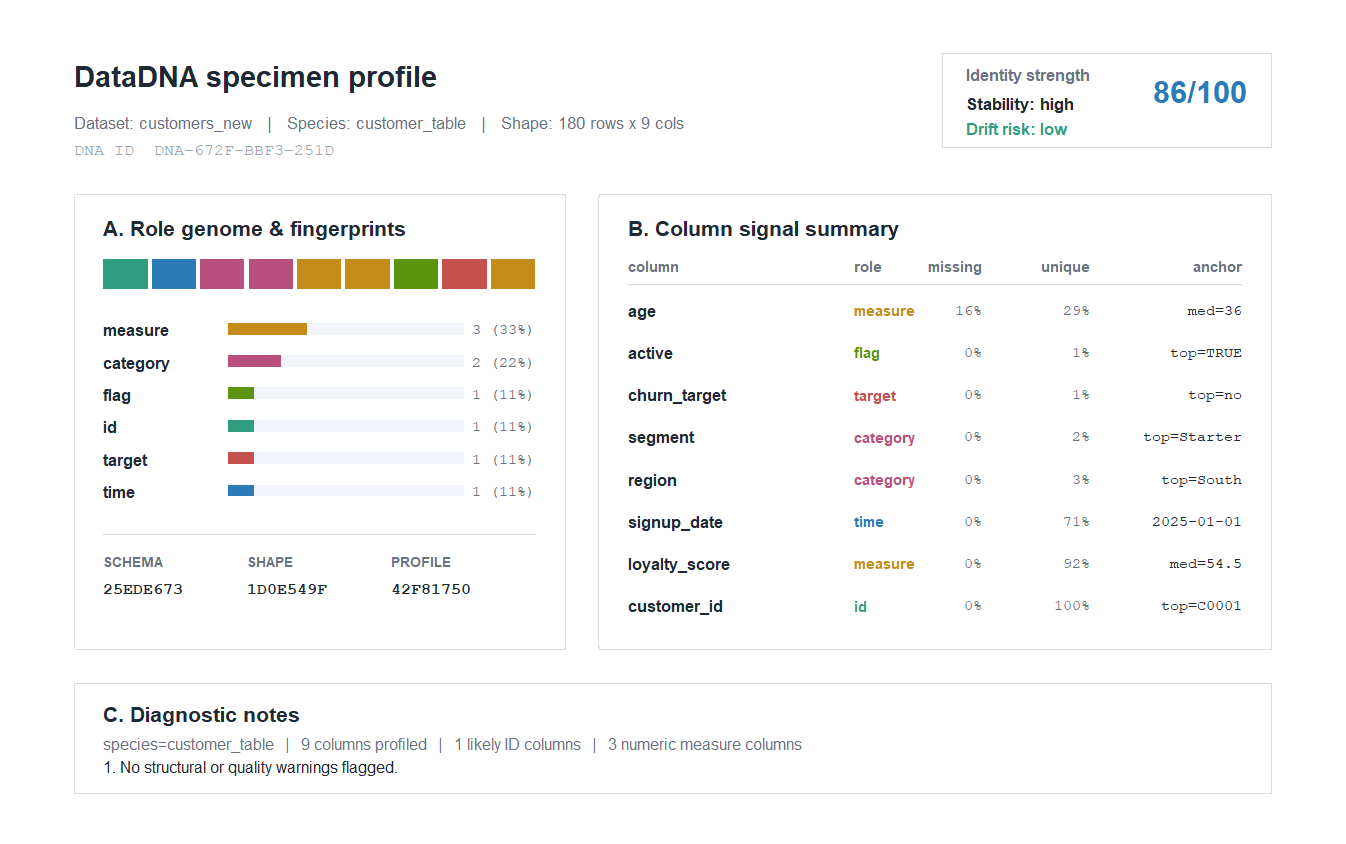 DataDNA specimen profile
Dataset: customers_new | Species: customer_table | Shape: 180 rows x 9 cols
DNA ID DNA-672F-BBF3-251D
Identity strength
86/100
Stability: high
Drift risk: low
A. Role genome & fingerprints
measure 3 (33%)
category 2 (22%)
flag 1 (11%)
id 1 (11%)
target 1 (11%)
time 1 (11%)
SCHEMA SHAPE PROFILE
25EDE673 1D0E549F 42F81750
B. Column signal summary
column role missing unique anchor
age measure 16% 29% med=36
active flag 0% 1% top=TRUE
churn_target target 0% 1% top=no
segment category 0% 2% top=Starter
region category 0% 3% top=South
signup_date time 0% 71% 2025-01-01
loyalty_score measure 0% 92% med=54.5
customer_id id 0% 100% top=C0001
C. Diagnostic notes
species=customer_table | 9 columns profiled | 1 likely ID columns | 3 numeric measure columns
1. No structural or quality warnings flagged.